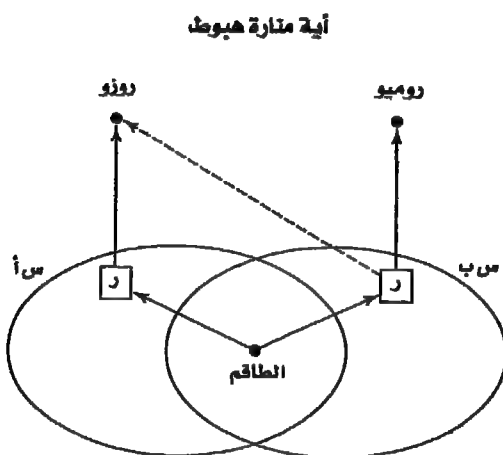 أية منارة هبوط
روزو
روميو
س أ
س ب
ر
ر
الطاقم